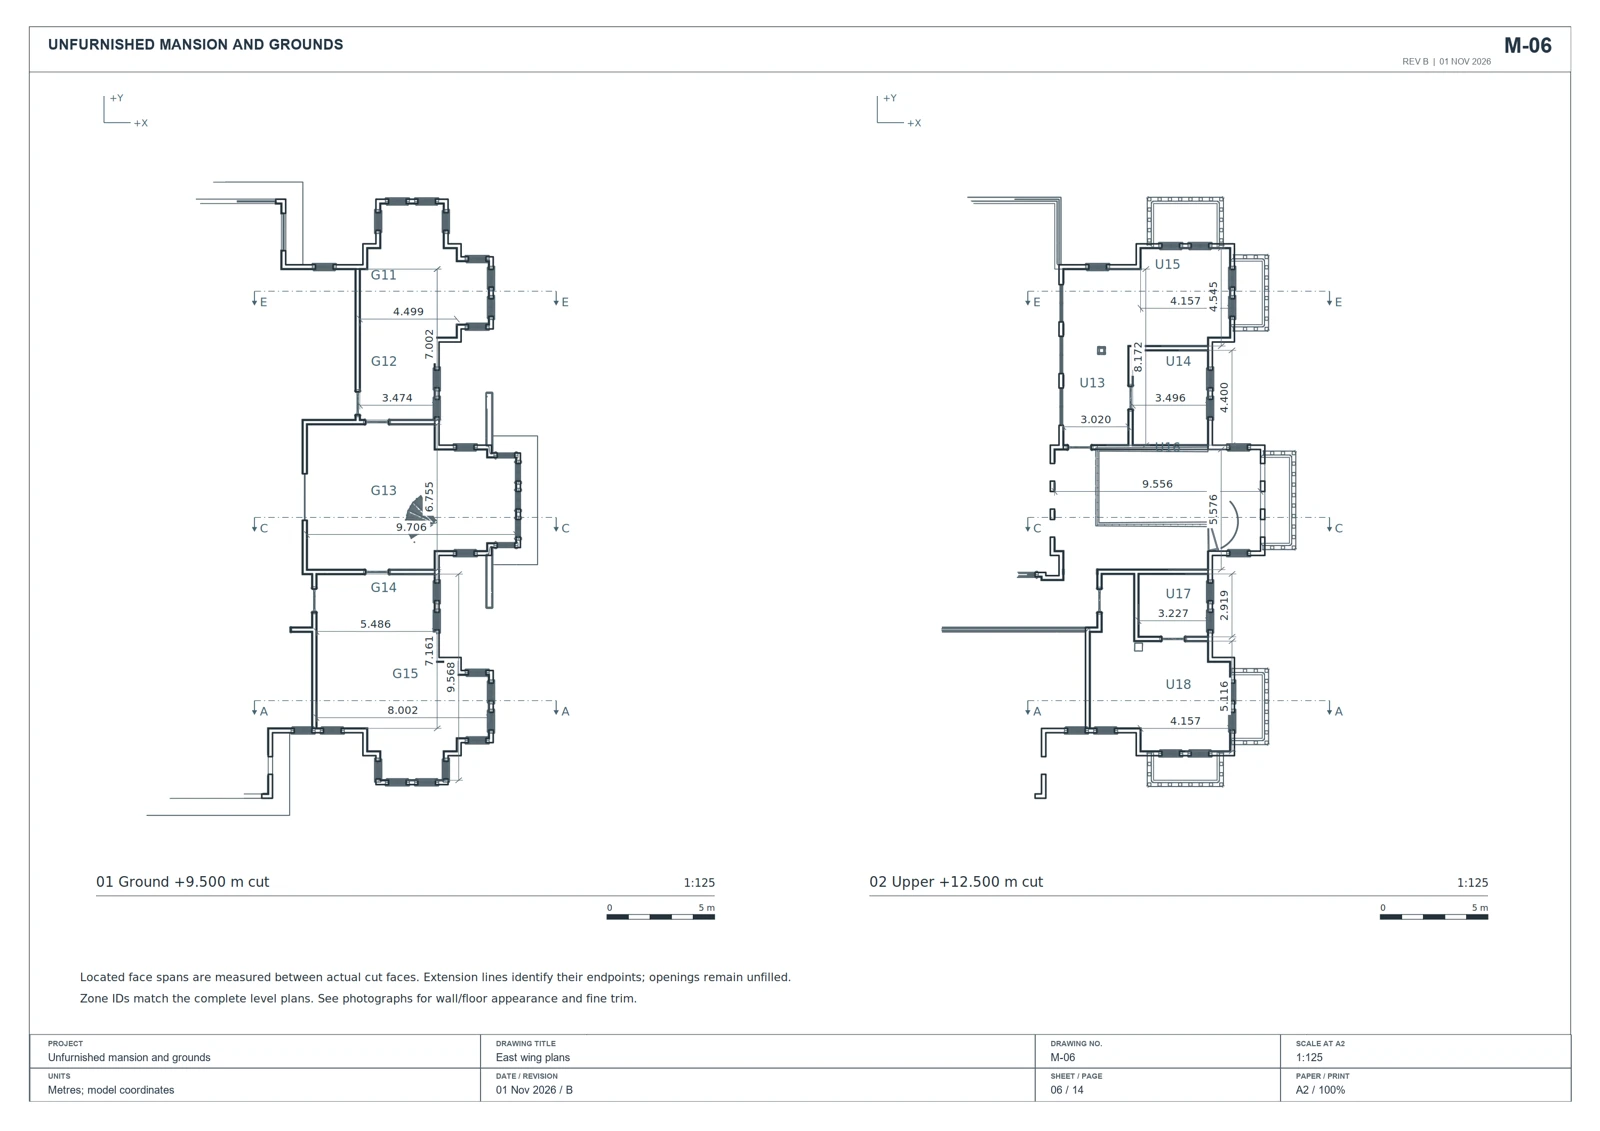 UNFURNISHED MANSION AND GROUNDS
M-06
REV B | 01 NOV 2026
+Y
+X
+Y
+X
G11
E
E
4.499
7.002
G12
3.474
G13
6.755
9.706
C
C
G14
5.486
7.161
9.568
G15
8.002
A
A
U15
4.545
4.157
E
E
8.172
U14
U13
3.496
4.400
3.020
9.556
5.576
C
C
U17
3.227
2.919
U18
5.116
4.157
A
A
01 Ground +9.500 m cut
1:125
0
5 m
02 Upper +12.500 m cut
1:125
0
5 m
Located face spans are measured between actual cut faces. Extension lines identify their endpoints; openings remain unfilled.
Zone IDs match the complete level plans. See photographs for wall/floor appearance and fine trim.
PROJECT
Unfurnished mansion and grounds
DRAWING TITLE
East wing plans
DRAWING NO.
M-06
SCALE AT A2
1:125
UNITS
Metres; model coordinates
DATE / REVISION
01 Nov 2026 / B
SHEET / PAGE
06 / 14
PAPER / PRINT
A2 / 100%